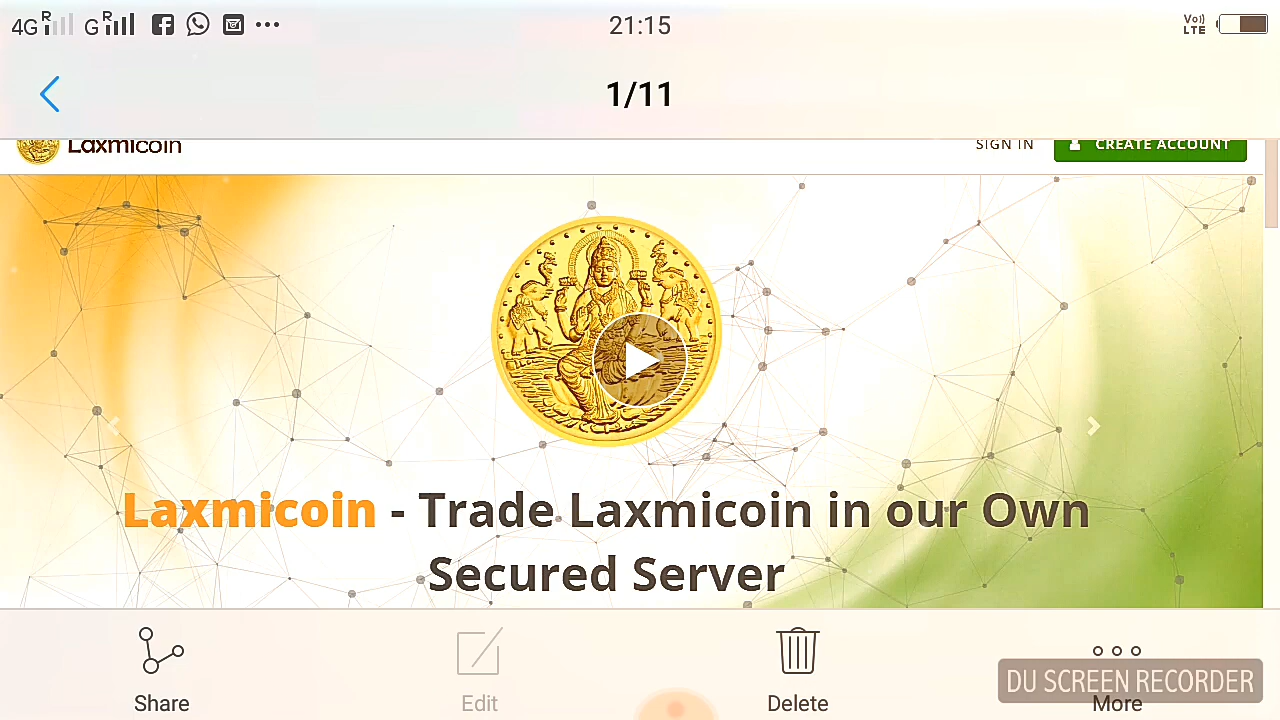 4G R G R 21:15 Vo)) LTE
1/11
Laxmicoin SIGN IN CREATE ACCOUNT
Laxmicoin - Trade Laxmicoin in our Own
Secured Server
DU SCREEN RECORDER
Share Edit Delete More